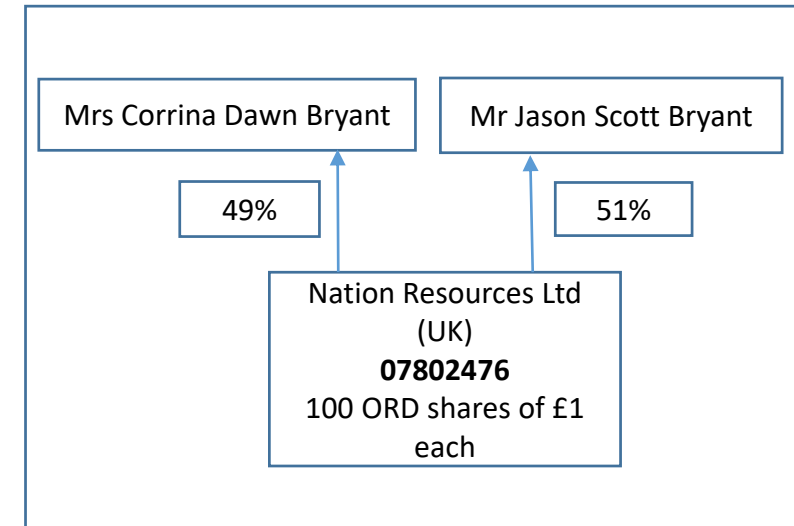 Mrs Corrina Dawn Bryant
Mr Jason Scott Bryant
49%
51%
Nation Resources Ltd
(UK)
07802476
100 ORD shares of £1
each